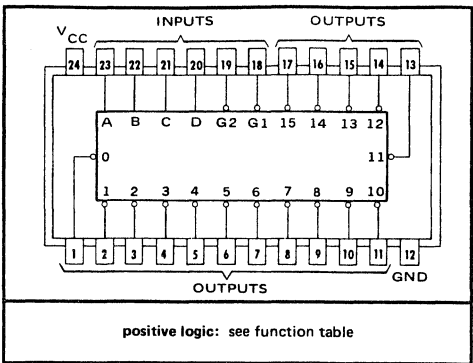 INPUTS OUTPUTS
VCC
24 23 22 21 20 19 18 17 16 15 14 13
A B C D G2 G1 15 14 13 12
0 11
1 2 3 4 5 6 7 8 9 10
1 2 3 4 5 6 7 8 9 10 11 12
OUTPUTS GND
positive logic: see function table